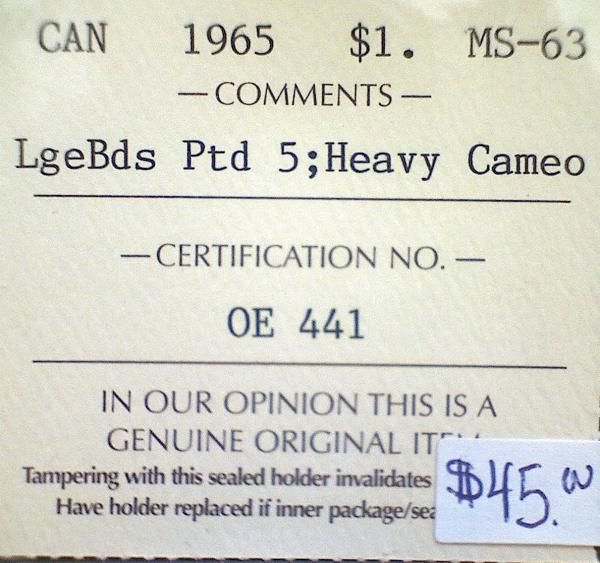 CAN 1965 $1. MS-63
— COMMENTS —
LgeBds Ptd 5;Heavy Cameo
— CERTIFICATION NO. —
OE 441
IN OUR OPINION THIS IS A
GENUINE ORIGINAL
Tampering with this sealed holder invalidates
Have holder replaced if inner
$45.00